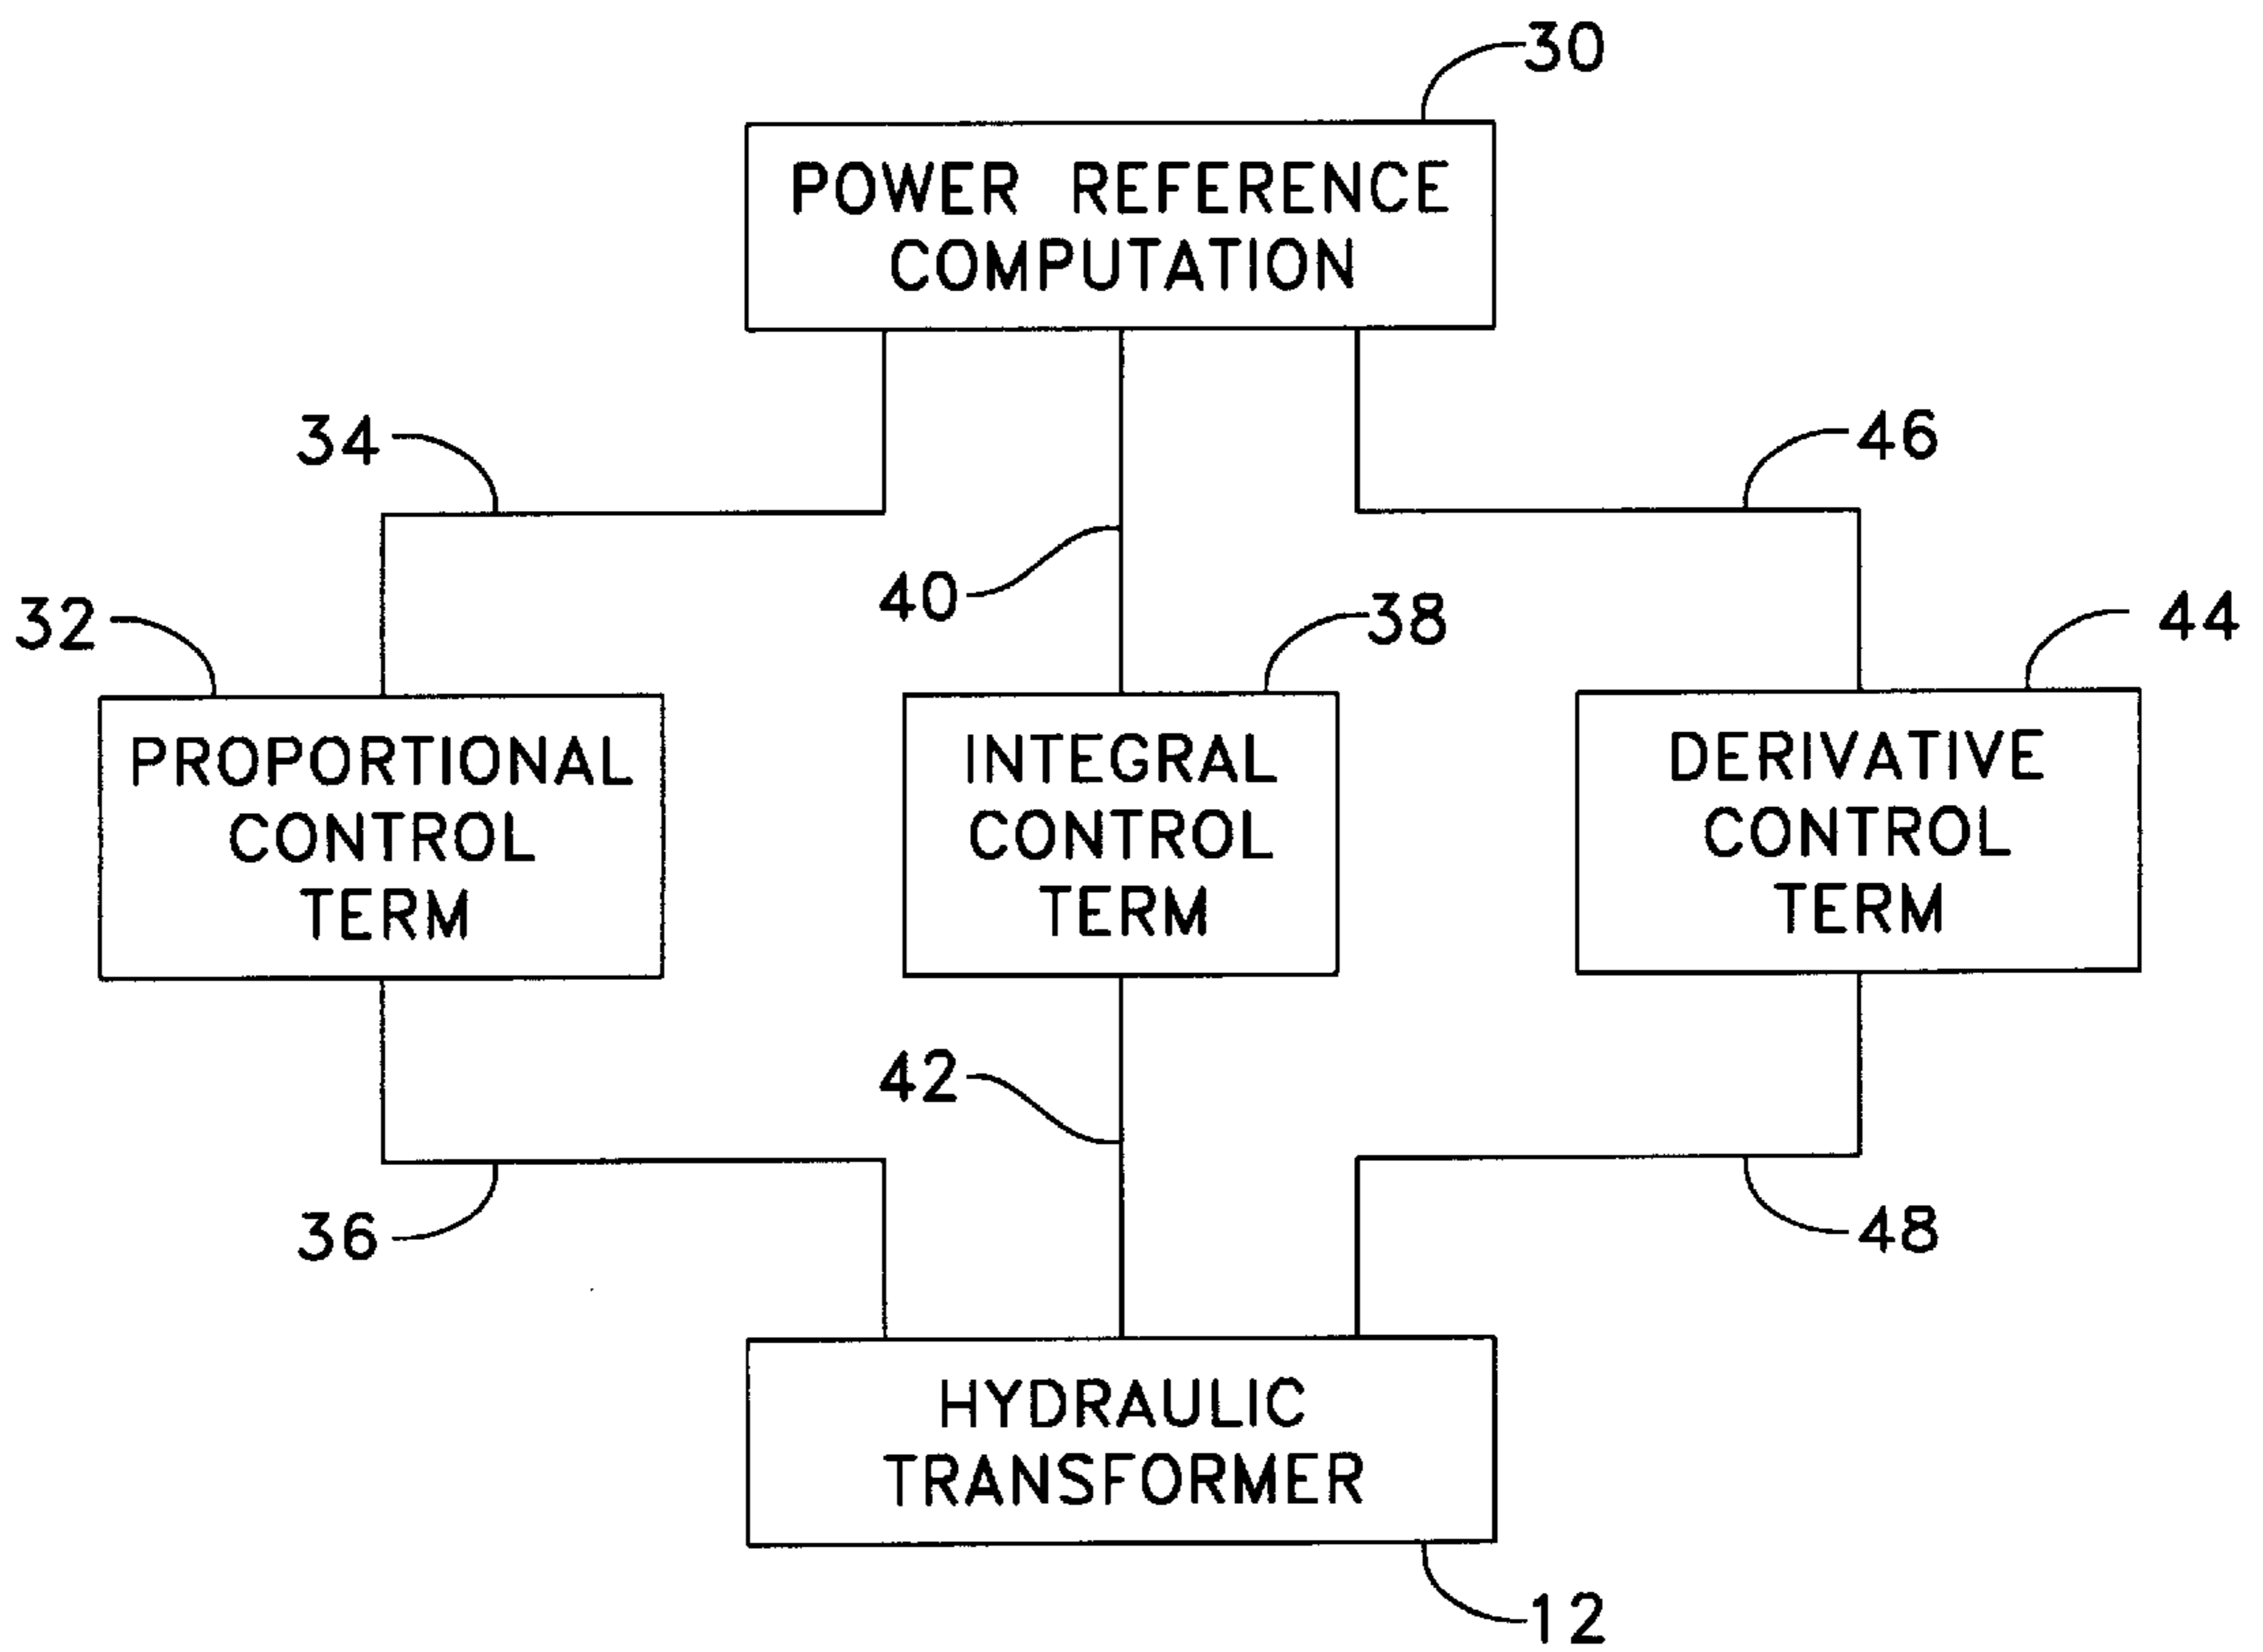 30
POWER REFERENCE
COMPUTATION
34
46
40
32
38
44
PROPORTIONAL
CONTROL
TERM
INTEGRAL
CONTROL
TERM
DERIVATIVE
CONTROL
TERM
42
36
48
HYDRAULIC
TRANSFORMER
12